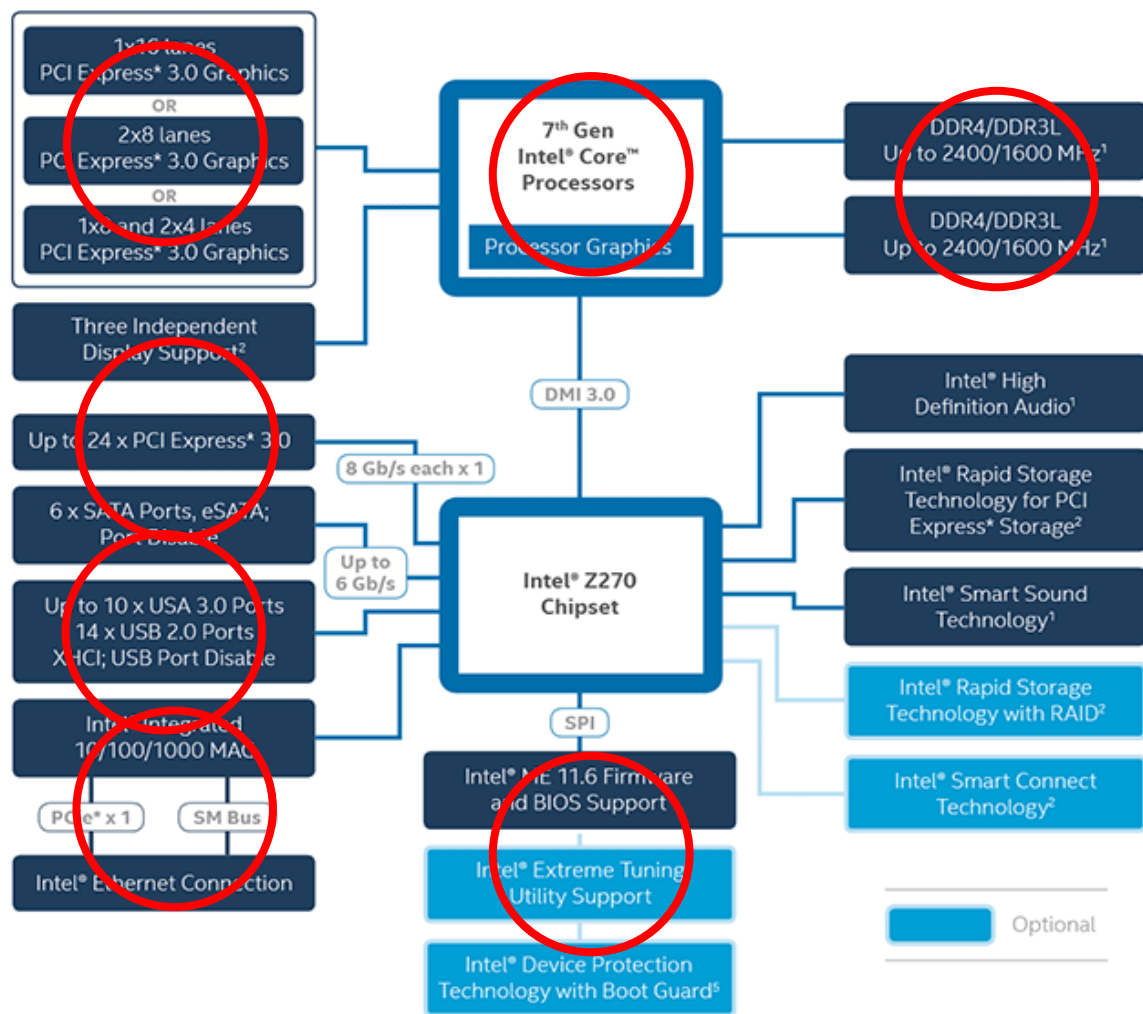 1x16 lanes
PCI Express* 3.0 Graphics
OR
2x8 lanes
PCI Express* 3.0 Graphics
OR
1x8 and 2x4 lanes
PCI Express* 3.0 Graphics
Three Independent
Display Support²
Up to 24 x PCI Express* 3.0
8 Gb/s each x 1
6 x SATA Ports, eSATA;
Port Disable
Up to
6 Gb/s
Up to 10 x USA 3.0 Ports
14 x USB 2.0 Ports
XHCI; USB Port Disable
Intel® Integrated
10/100/1000 MAC
PCIe* x 1
SM Bus
Intel® Ethernet Connection
7th Gen
Intel® Core™
Processors
Processor Graphics
DMI 3.0
Intel® Z270
Chipset
SPI
Intel® ME 11.6 Firmware
and BIOS Support
Intel® Extreme Tuning
Utility Support
Intel® Device Protection
Technology with Boot Guard⁵
DDR4/DDR3L
Up to 2400/1600 MHz¹
DDR4/DDR3L
Up to 2400/1600 MHz¹
Intel® High
Definition Audio¹
Intel® Rapid Storage
Technology for PCI
Express* Storage²
Intel® Smart Sound
Technology¹
Intel® Rapid Storage
Technology with RAID²
Intel® Smart Connect
Technology²
Optional